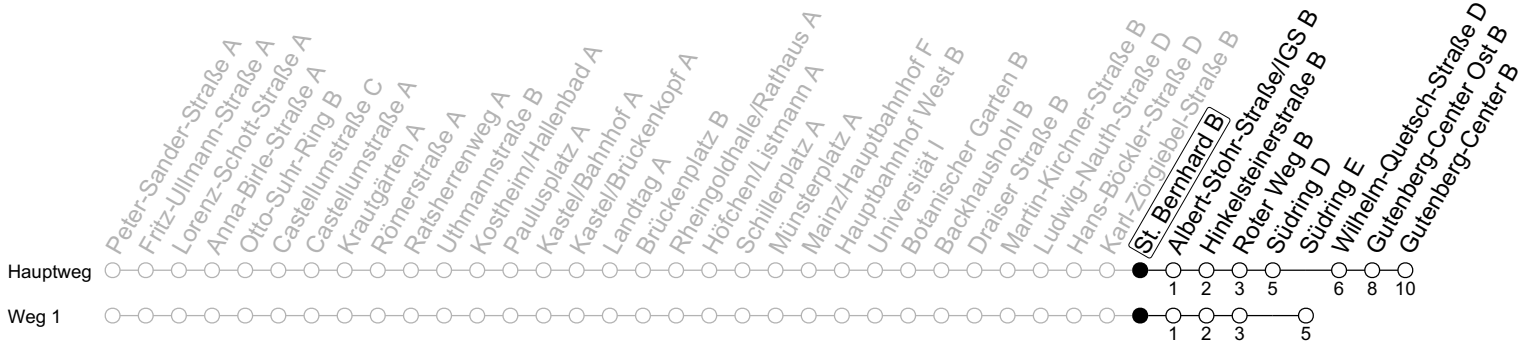 Peter-Sander-Straße A
Fritz-Ullmann-Straße A
Lorenz-Schott-Straße A
Anna-Birle-Straße A
Otto-Suhr-Ring B
Castellumstraße C
Castellumstraße A
Krautgärten A
Römerstraße A
Ratsherrenweg A
Uthmannstraße B
Kostheim/Hallenbad A
Paulusplatz A
Kastel/Bahnhof A
Kastel/Brückenkopf A
Landtag A
Brückenplatz B
Rheingoldhalle/Rathaus A
Höfchen/Listmann A
Schillerplatz A
Münsterplatz A
Mainz/Hauptbahnhof F
Hauptbahnhof West B
Universität I
Botanischer Garten B
Backhaushohl B
Draiser Straße B
Martin-Kirchner-Straße B
Ludwig-Nauth-Straße D
Hans-Böckler-Straße D
Karl-Zörgiebel-Straße B
St. Bernhard B
Albert-Stohr-Straße/IGS B
Hinkelsteinerstraße B
Roter Weg B
Südring D
Südring E
Wilhelm-Quetsch-Straße D
Gutenberg-Center Ost B
Gutenberg-Center B
Hauptweg
1 2 3 5 6 8 10
Weg 1
1 2 3 5